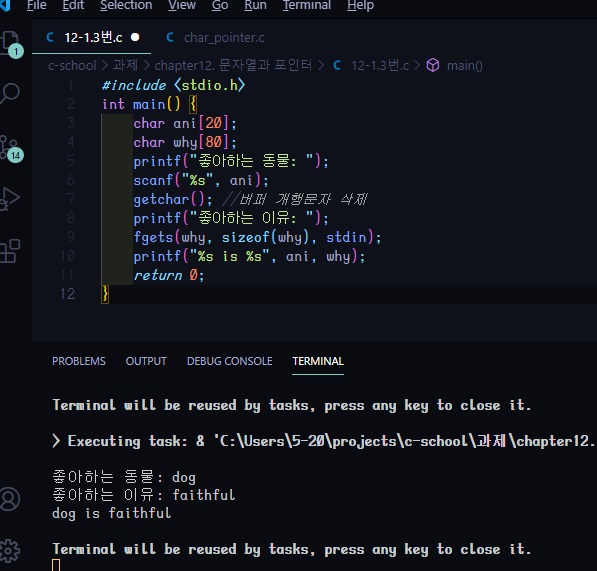 File Edit Selection View Go Run Terminal Help
1
12-1.3번.c char_pointer.c
c-school > 과제 > chapter12. 문자열과 포인터 > C 12-1.3번.c > main()
14
1 #include <stdio.h>
2 int main() {
3 char ani[20];
4 char why[80];
5 printf("좋아하는 동물: ");
6 scanf("%s", ani);
7 getchar(); //버퍼 개행문자 삭제
8 printf("좋아하는 이유: ");
9 fgets(why, sizeof(why), stdin);
10 printf("%s is %s", ani, why);
11 return 0;
12 }
PROBLEMS OUTPUT DEBUG CONSOLE TERMINAL
Terminal will be reused by tasks, press any key to close it.
> Executing task: & 'C:\Users\5-20\projects\c-school\과제\chapter12.
좋아하는 동물: dog
좋아하는 이유: faithful
dog is faithful
Terminal will be reused by tasks, press any key to close it.